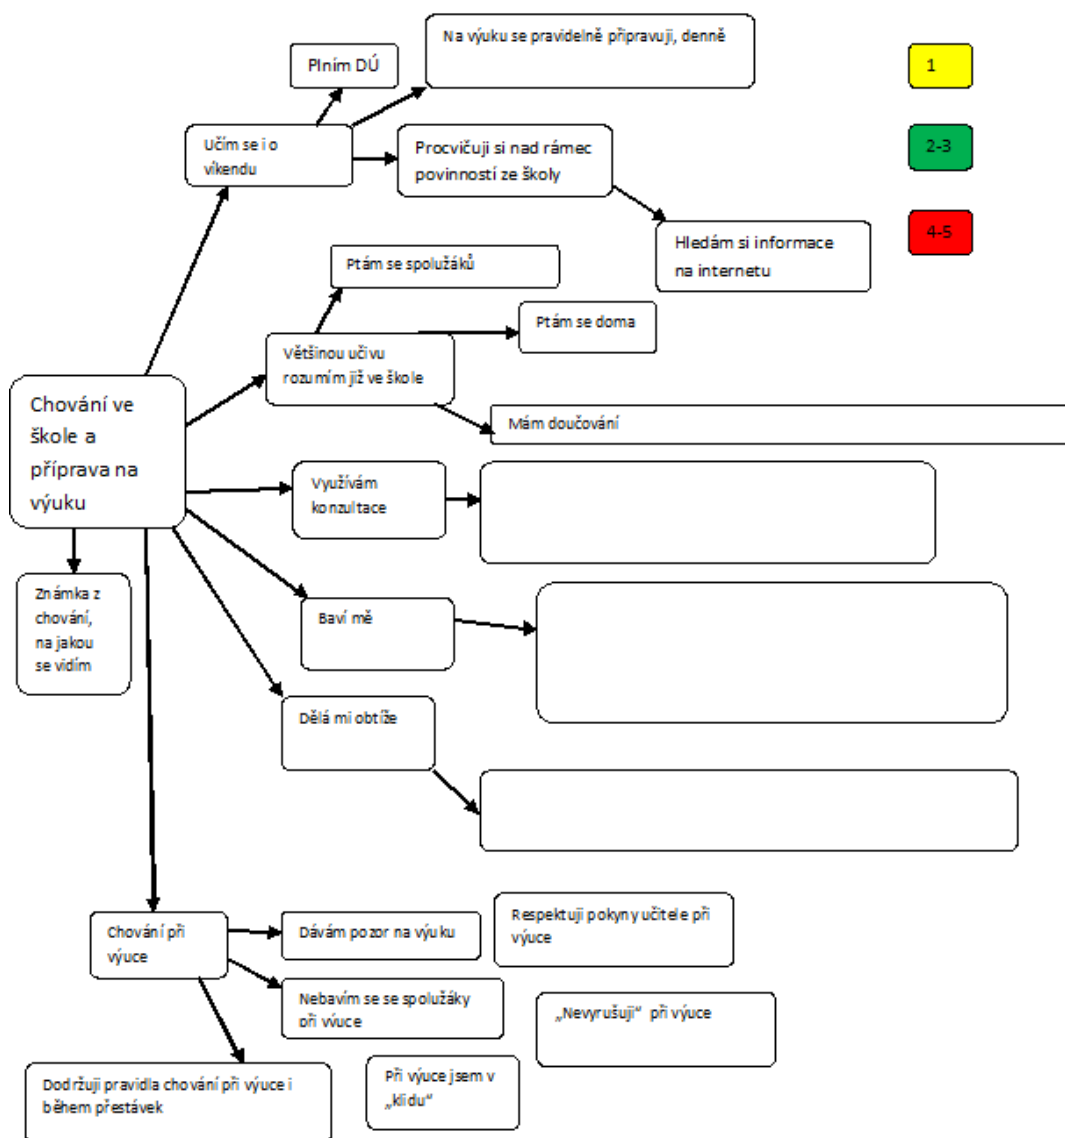 Na výuku se pravidelně připravuji, denně
Plním DÚ
1
Učím se i o
víkendu
Procvičuji si nad rámec
povinností ze školy
2-3
Hledám si informace
na internetu
4-5
Ptám se spolužáků
Ptám se doma
Většinou učivu
rozumím již ve škole
Mám doučování
Chování ve
škole a
příprava na
výuku
Využívám
konzultace
Známka z
chování,
na jakou
se vidím
Baví mě
Dělá mi obtíže
Chování při
výuce
Dávám pozor na výuku
Respektuji pokyny učitele při
výuce
Nebavím se se spolužáky
při výuce
„Nevyrušuji“ při výuce
Dodržuji pravidla chování při výuce i
během přestávek
Při výuce jsem v
„klidu“